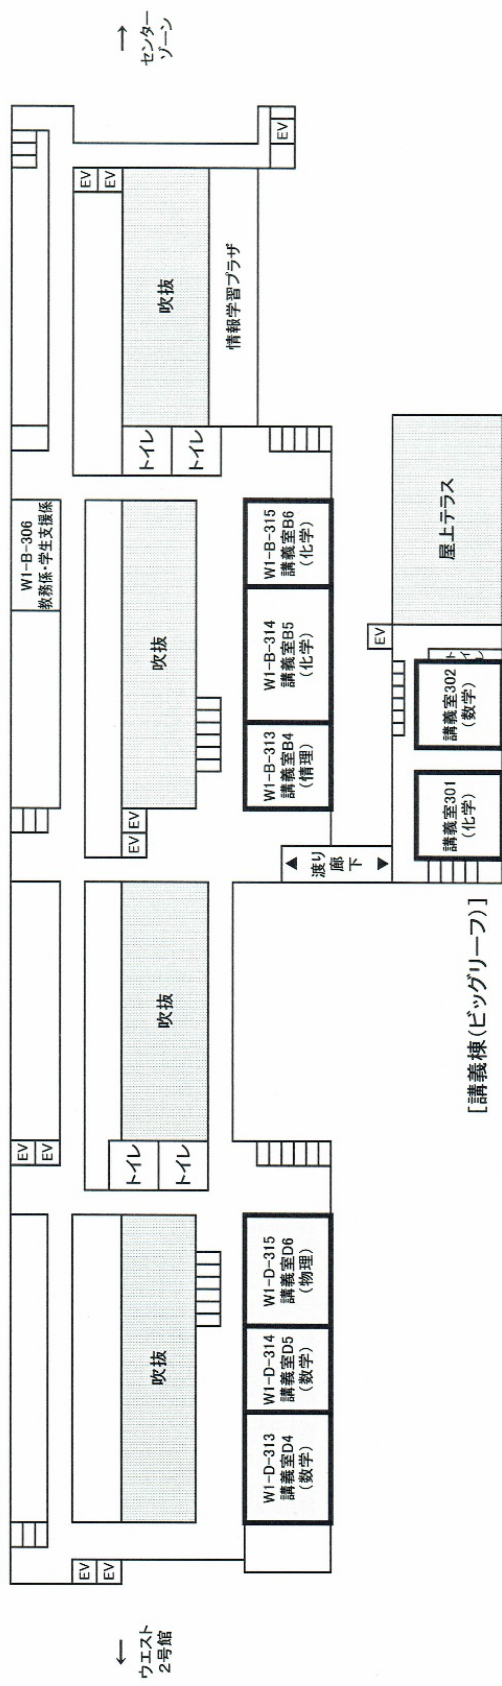 ←
ウエスト
2号館
→
センター
ゾーン
EV
EV
EV
EV
W1-B-306
教務係・学生支援係
EV
EV
吹抜
トイレ
トイレ
吹抜
EV
EV
吹抜
トイレ
トイレ
吹抜
情報学習プラザ
EV
W1-D-313
講義室D4
(数学)
W1-D-314
講義室D5
(数学)
W1-D-315
講義室D6
(物理)
W1-B-313
講義室B4
(情理)
W1-B-314
講義室B5
(化学)
W1-B-315
講義室B6
(化学)
▲
渡り
廊
下
▼
EV
トイレ
講義室301
(化学)
講義室302
(数学)
屋上テラス
[講義棟(ビッグリーフ)]